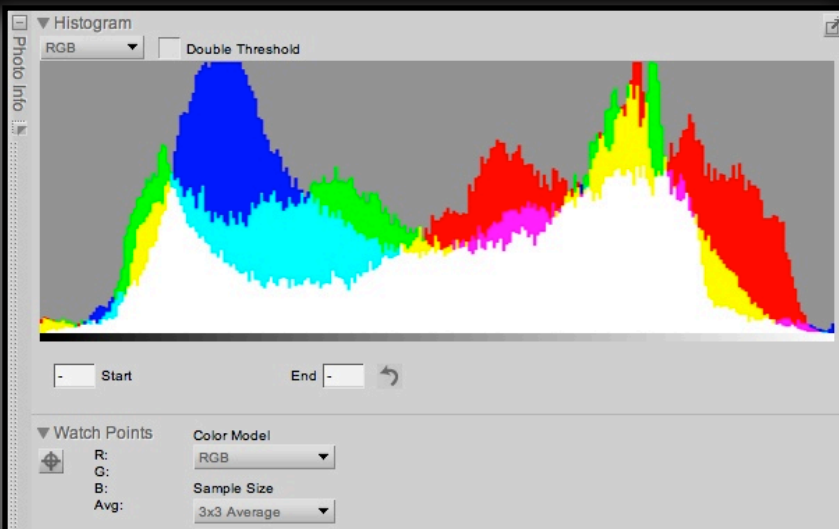 Photo Info
Histogram
RGB
Double Threshold
- Start
End -
Watch Points
Color Model
R:
G:
B:
Avg:
RGB
Sample Size
3x3 Average